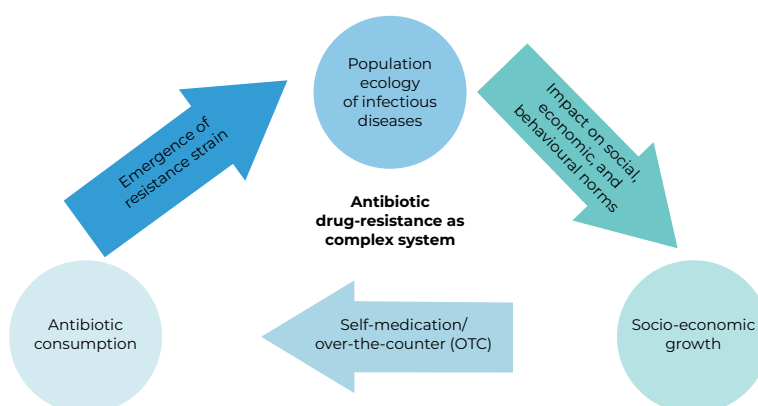 Population
ecology
of infectious
diseases
Emergence of
resistance strain
Impact on social,
economic, and
behavioural norms
Antibiotic
drug-resistance as
complex system
Antibiotic
consumption
Self-medication/
over-the-counter (OTC)
Socio-economic
growth